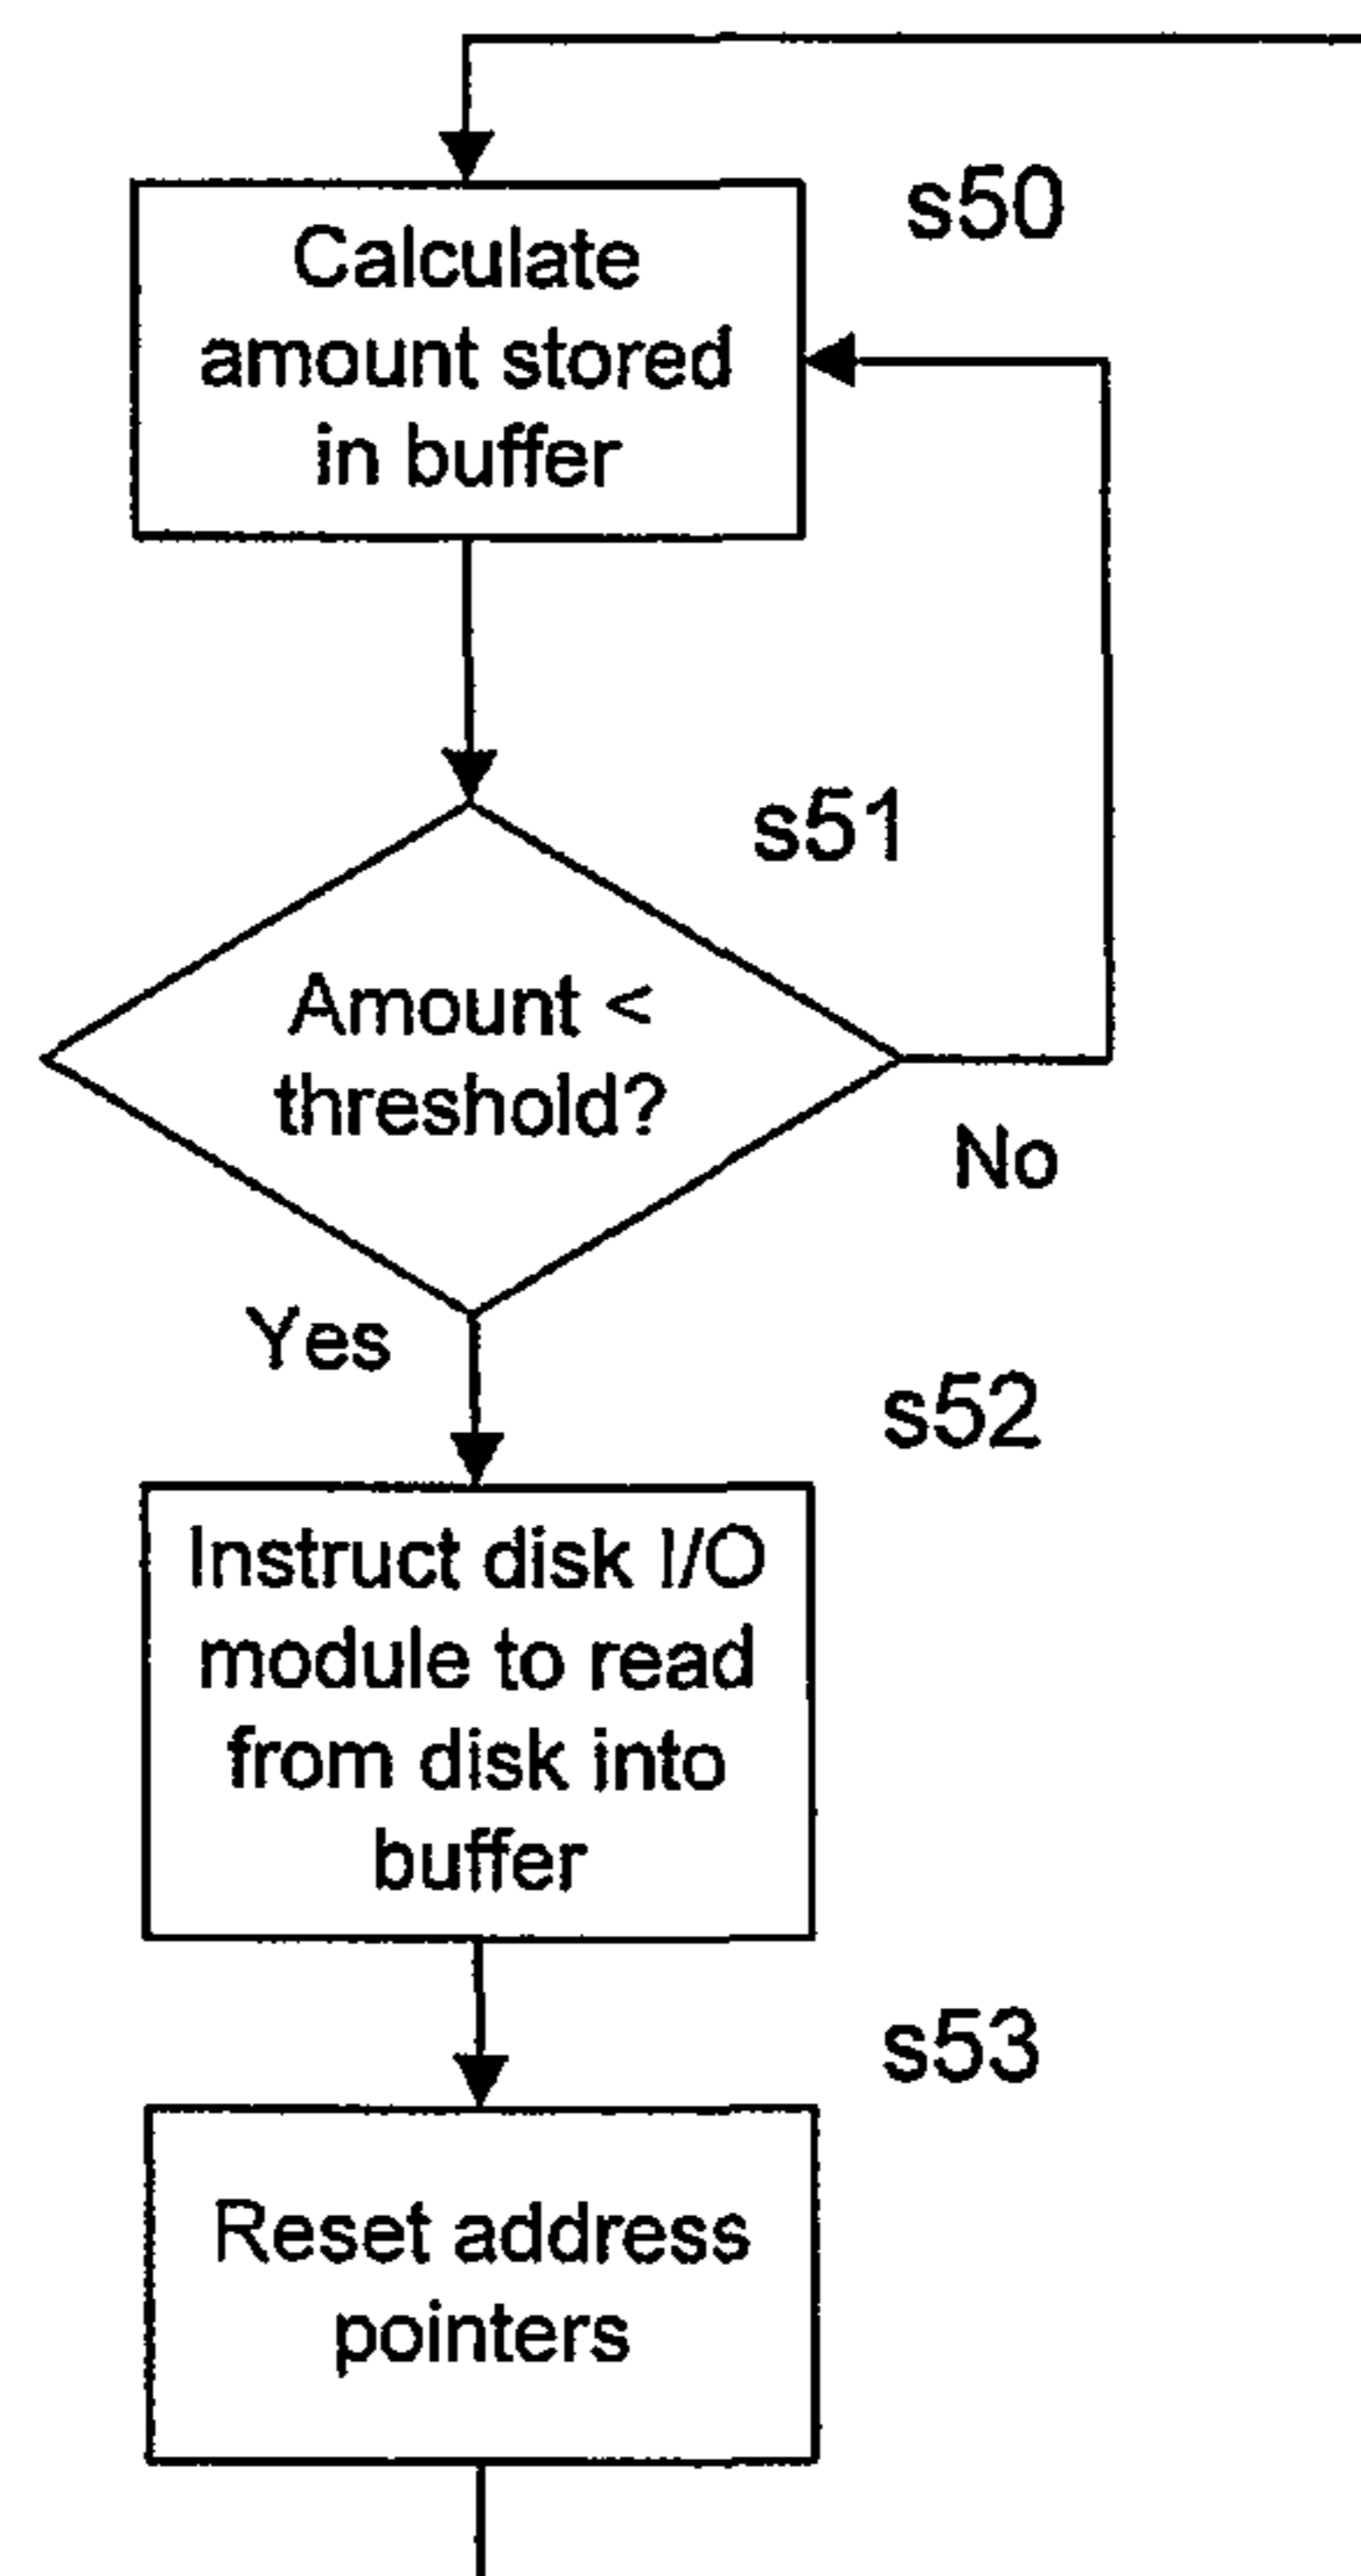 s50
Calculate
amount stored
in buffer
s51
Amount <
threshold?
No
Yes
s52
Instruct disk I/O
module to read
from disk into
buffer
s53
Reset address
pointers